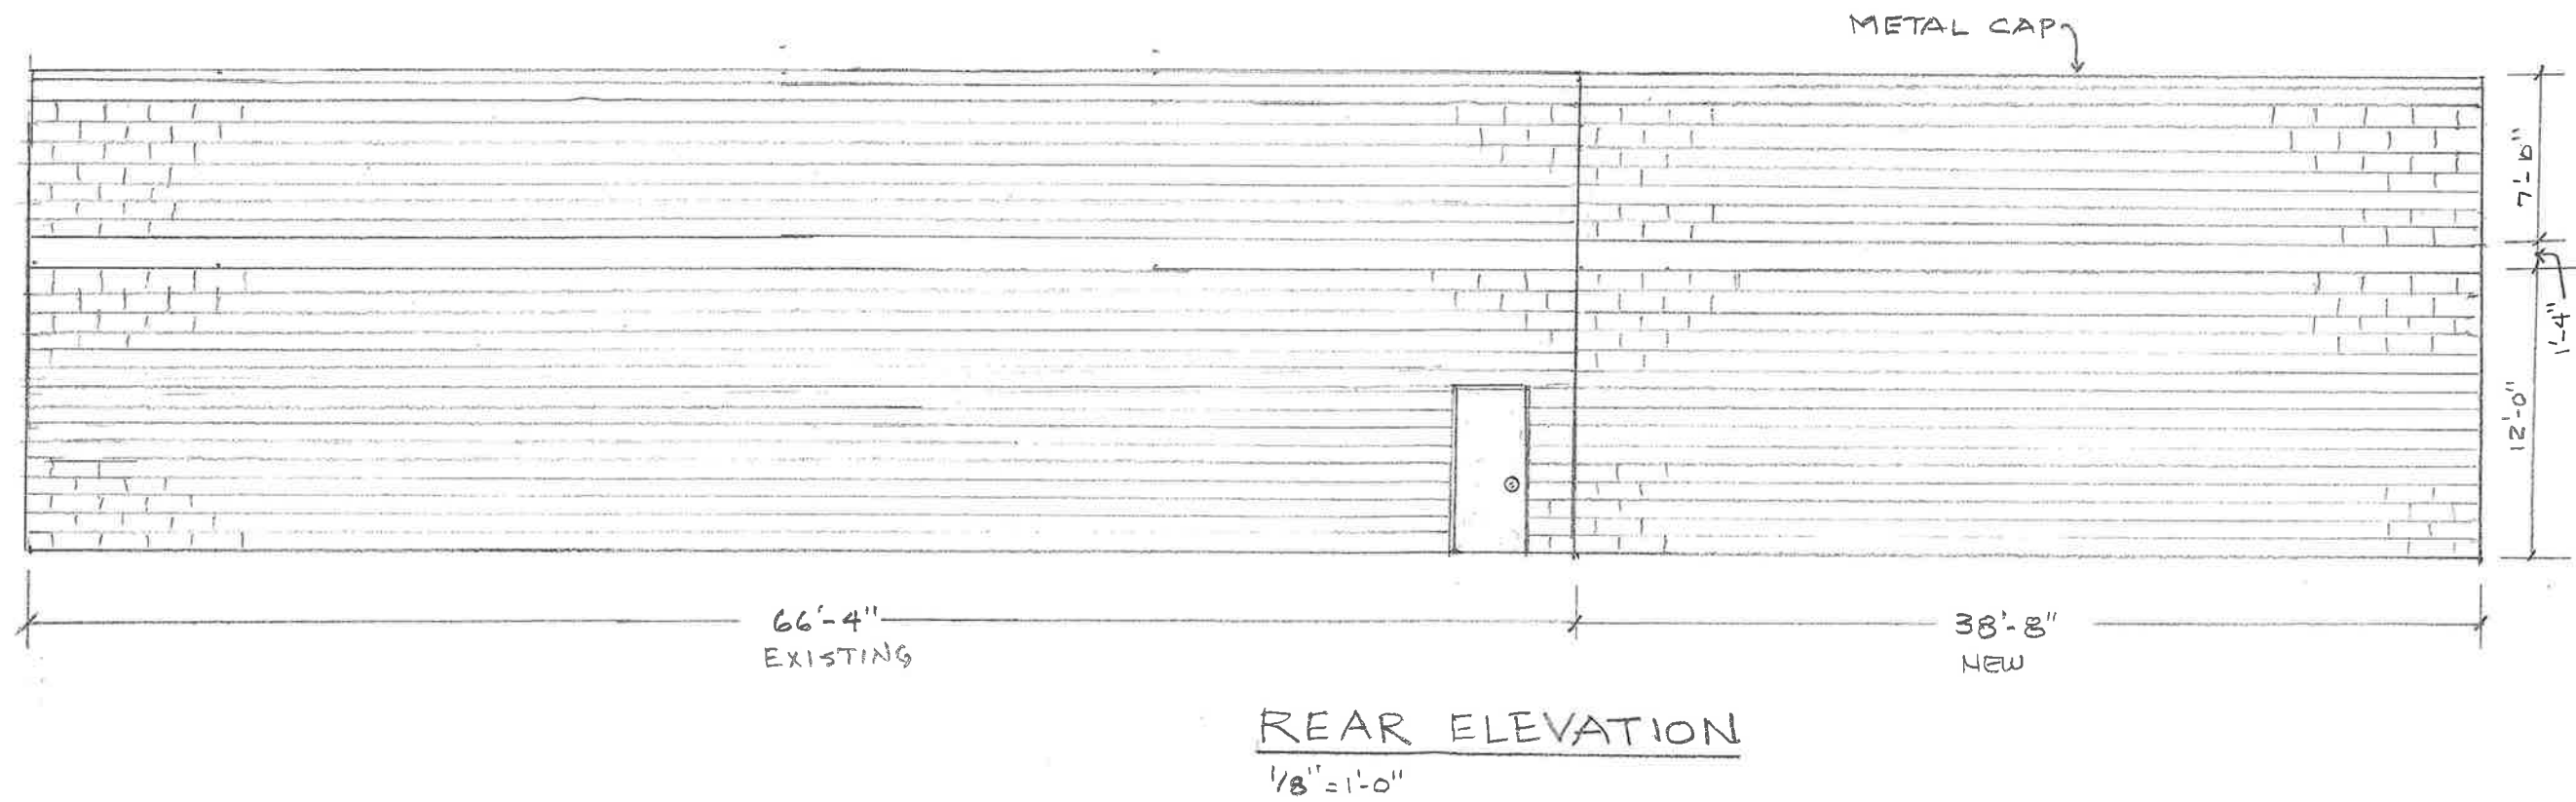 METAL CAP
7'-0"
1'-4"
12'-0"
66'-4"
EXISTING
38'-8"
NEW
REAR ELEVATION
1/8"=1'-0"